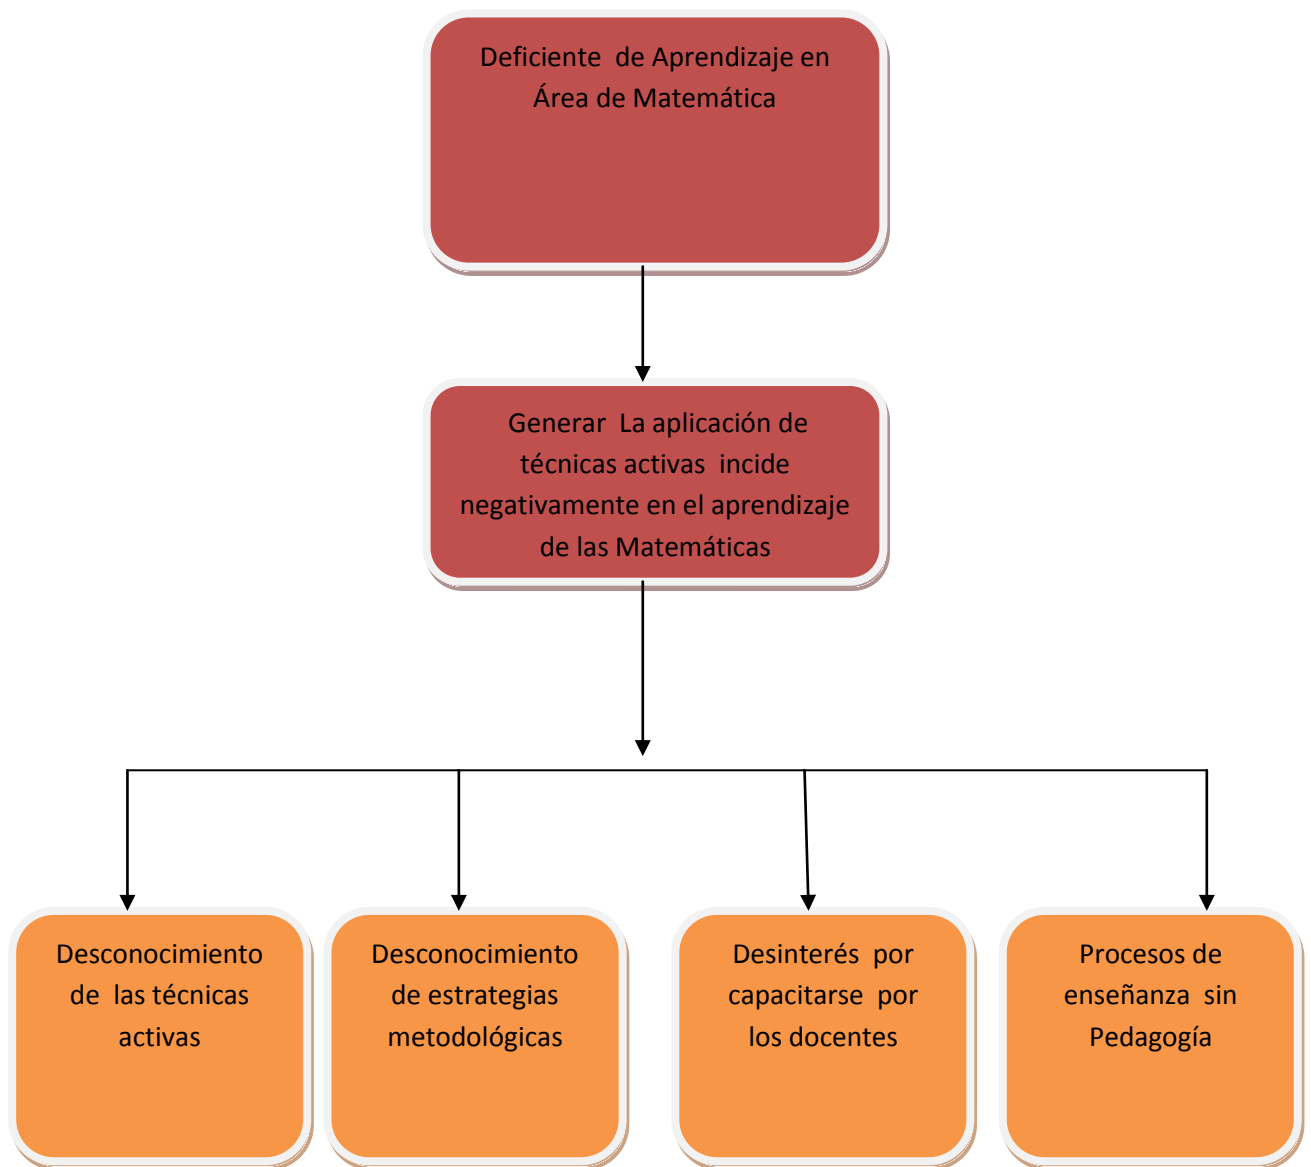 Deficiente de Aprendizaje en
Área de Matemática
Generar La aplicación de
técnicas activas incide
negativamente en el aprendizaje
de las Matemáticas
Desconocimiento
de las técnicas
activas
Desconocimiento
de estrategias
metodológicas
Desinterés por
capacitarse por
los docentes
Procesos de
enseñanza sin
Pedagogía